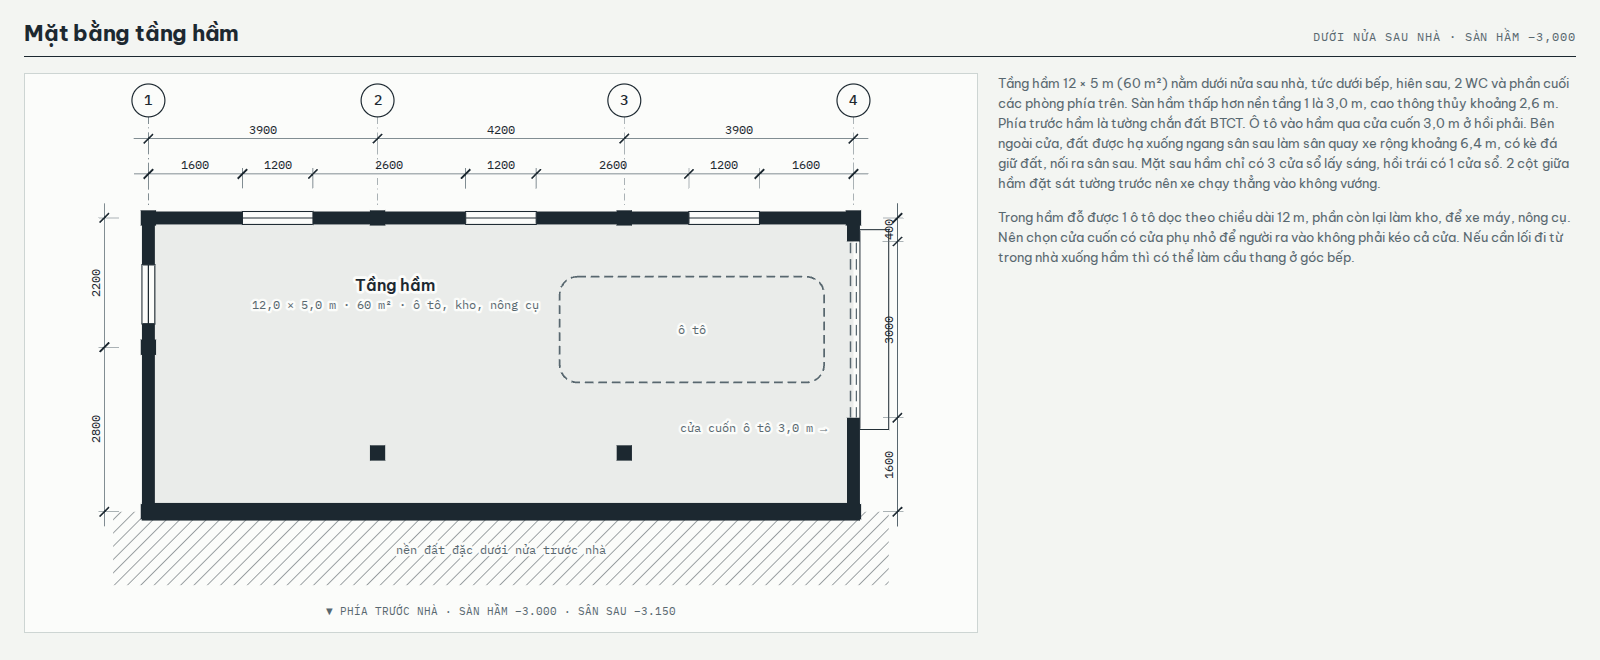 Mặt bằng tầng hầm
DƯỚI NỬA SAU NHÀ · SÀN HẦM −3,000
1
2
3
4
3900
4200
3900
1600
1200
2600
1200
2600
1200
1600
2200
2800
400
3000
1600
Tầng hầm
12,0 × 5,0 m · 60 m² · ô tô, kho, nông cụ
ô tô
cửa cuốn ô tô 3,0 m →
nền đất đặc dưới nửa trước nhà
▼ PHÍA TRƯỚC NHÀ · SÀN HẦM −3.000 · SÂN SAU −3.150
Tầng hầm 12 × 5 m (60 m²) nằm dưới nửa sau nhà, tức dưới bếp, hiên sau, 2 WC và phần cuối
các phòng phía trên. Sàn hầm thấp hơn nền tầng 1 là 3,0 m, cao thông thủy khoảng 2,6 m.
Phía trước hầm là tường chắn đất BTCT. Ô tô vào hầm qua cửa cuốn 3,0 m ở hồi phải. Bên
ngoài cửa, đất được hạ xuống ngang sân sau làm sân quay xe rộng khoảng 6,4 m, có kè đá
giữ đất, nối ra sân sau. Mặt sau hầm chỉ có 3 cửa sổ lấy sáng, hồi trái có 1 cửa sổ. 2 cột giữa
hầm đặt sát tường trước nên xe chạy thẳng vào không vướng.
Trong hầm đỗ được 1 ô tô dọc theo chiều dài 12 m, phần còn lại làm kho, để xe máy, nông cụ.
Nên chọn cửa cuốn có cửa phụ nhỏ để người ra vào không phải kéo cả cửa. Nếu cần lối đi từ
trong nhà xuống hầm thì có thể làm cầu thang ở góc bếp.